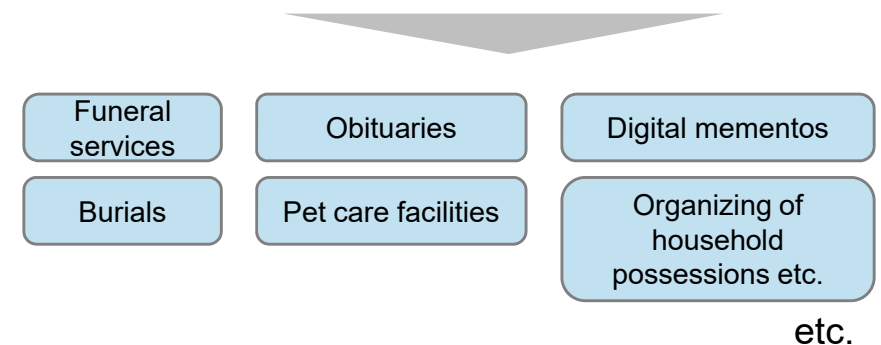 Funeral
services
Obituaries
Digital mementos
Burials
Pet care facilities
Organizing of
household
possessions etc.
etc.